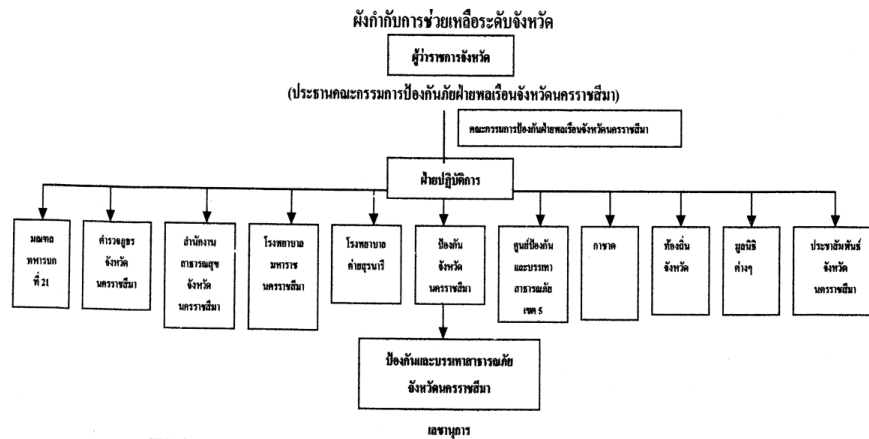 ผังกำกับการช่วยเหลือระดับจังหวัด
ผู้ว่าราชการจังหวัด
(ประธานคณะกรรมการป้องกันภัยฝ่ายพลเรือนจังหวัดนครราชสีมา)
คณะกรรมการป้องกันฝ่ายพลเรือนจังหวัดนครราชสีมา
ฝ่ายปฏิบัติการ
มณฑล
ทหารบก
ที่ 21
ตำรวจภูธร
จังหวัด
นครราชสีมา
สำนักงาน
สาธารณสุข
จังหวัด
นครราชสีมา
โรงพยาบาล
มหาราช
นครราชสีมา
โรงพยาบาล
ค่ายสุรนารี
ป้องกัน
จังหวัด
นครราชสีมา
ศูนย์ป้องกัน
และบรรเทา
สาธารณภัย
เขต 5
กาชาด
ท้องถิ่น
จังหวัด
มูลนิธิ
ต่างๆ
ประชาสัมพันธ์
จังหวัด
นครราชสีมา
ป้องกันและบรรเทาสาธารณภัย
จังหวัดนครราชสีมา
เลขานุการ